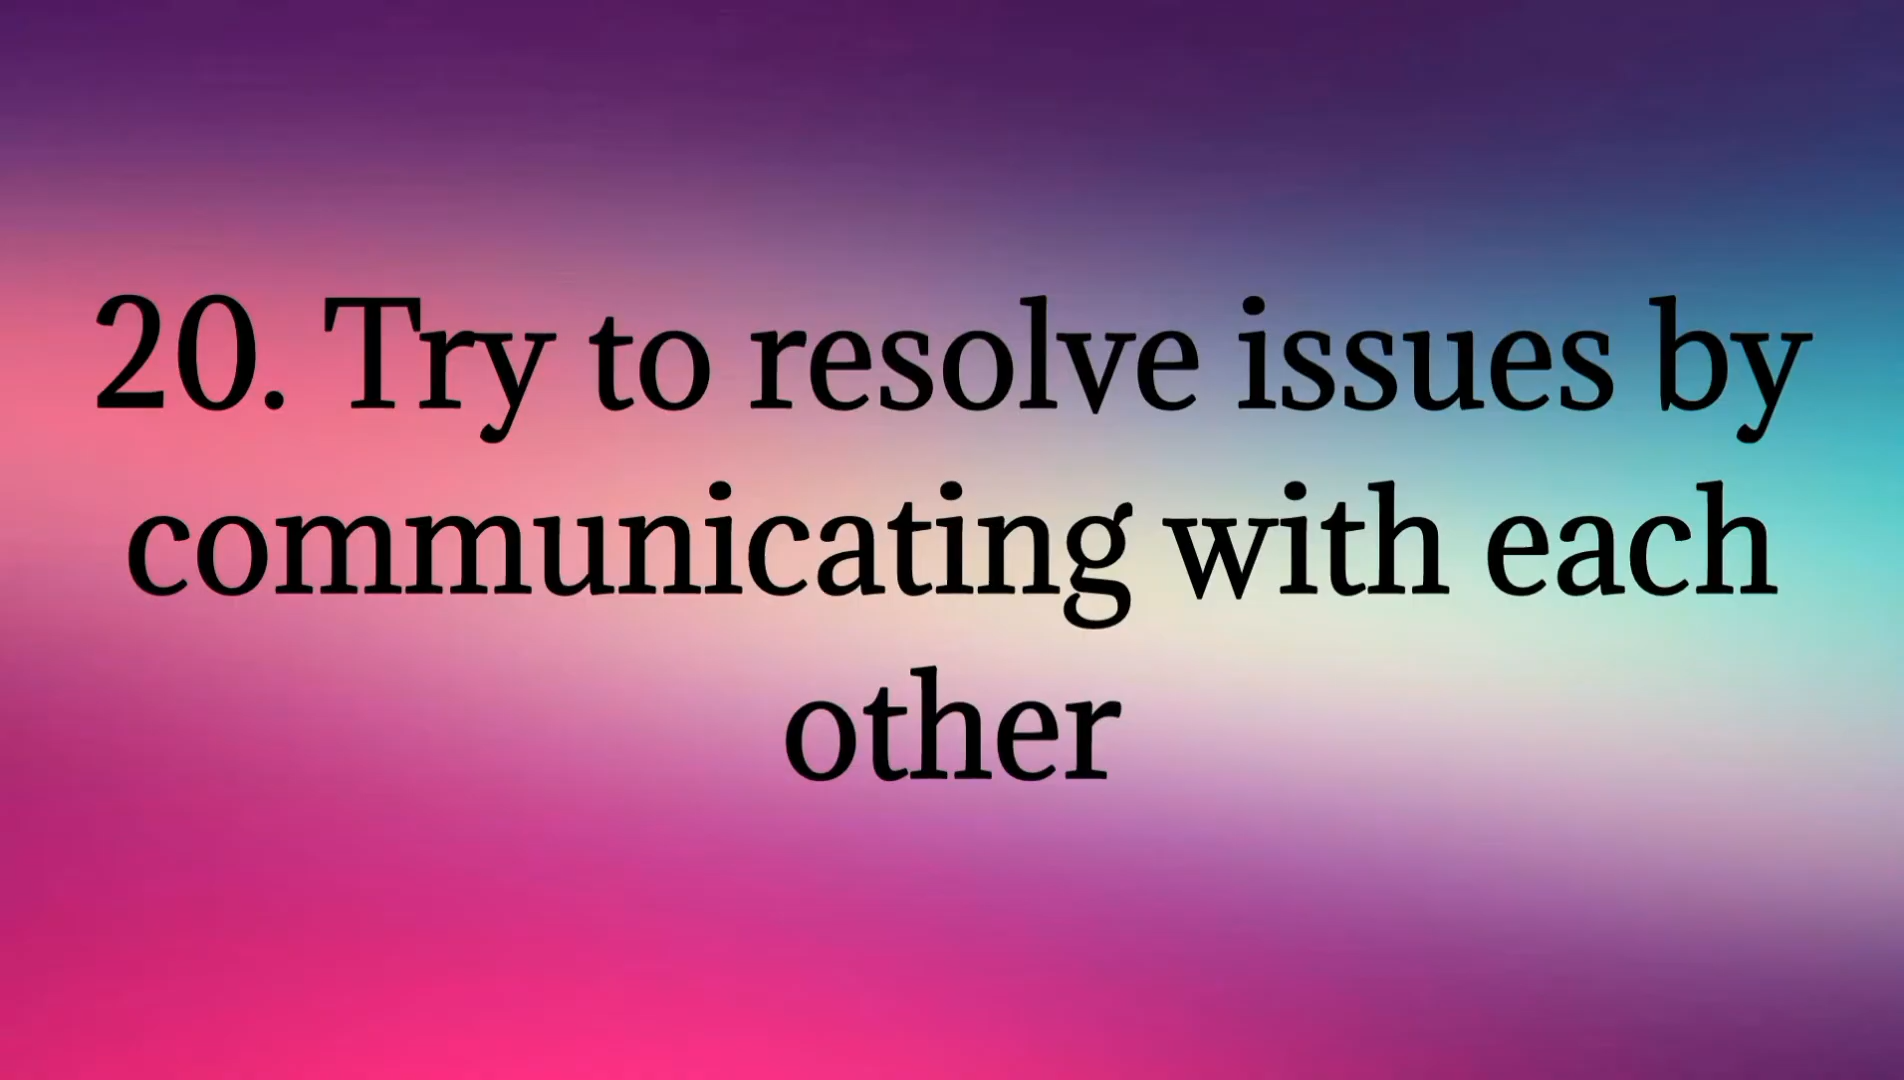 20. Try to resolve issues by
communicating with each
other